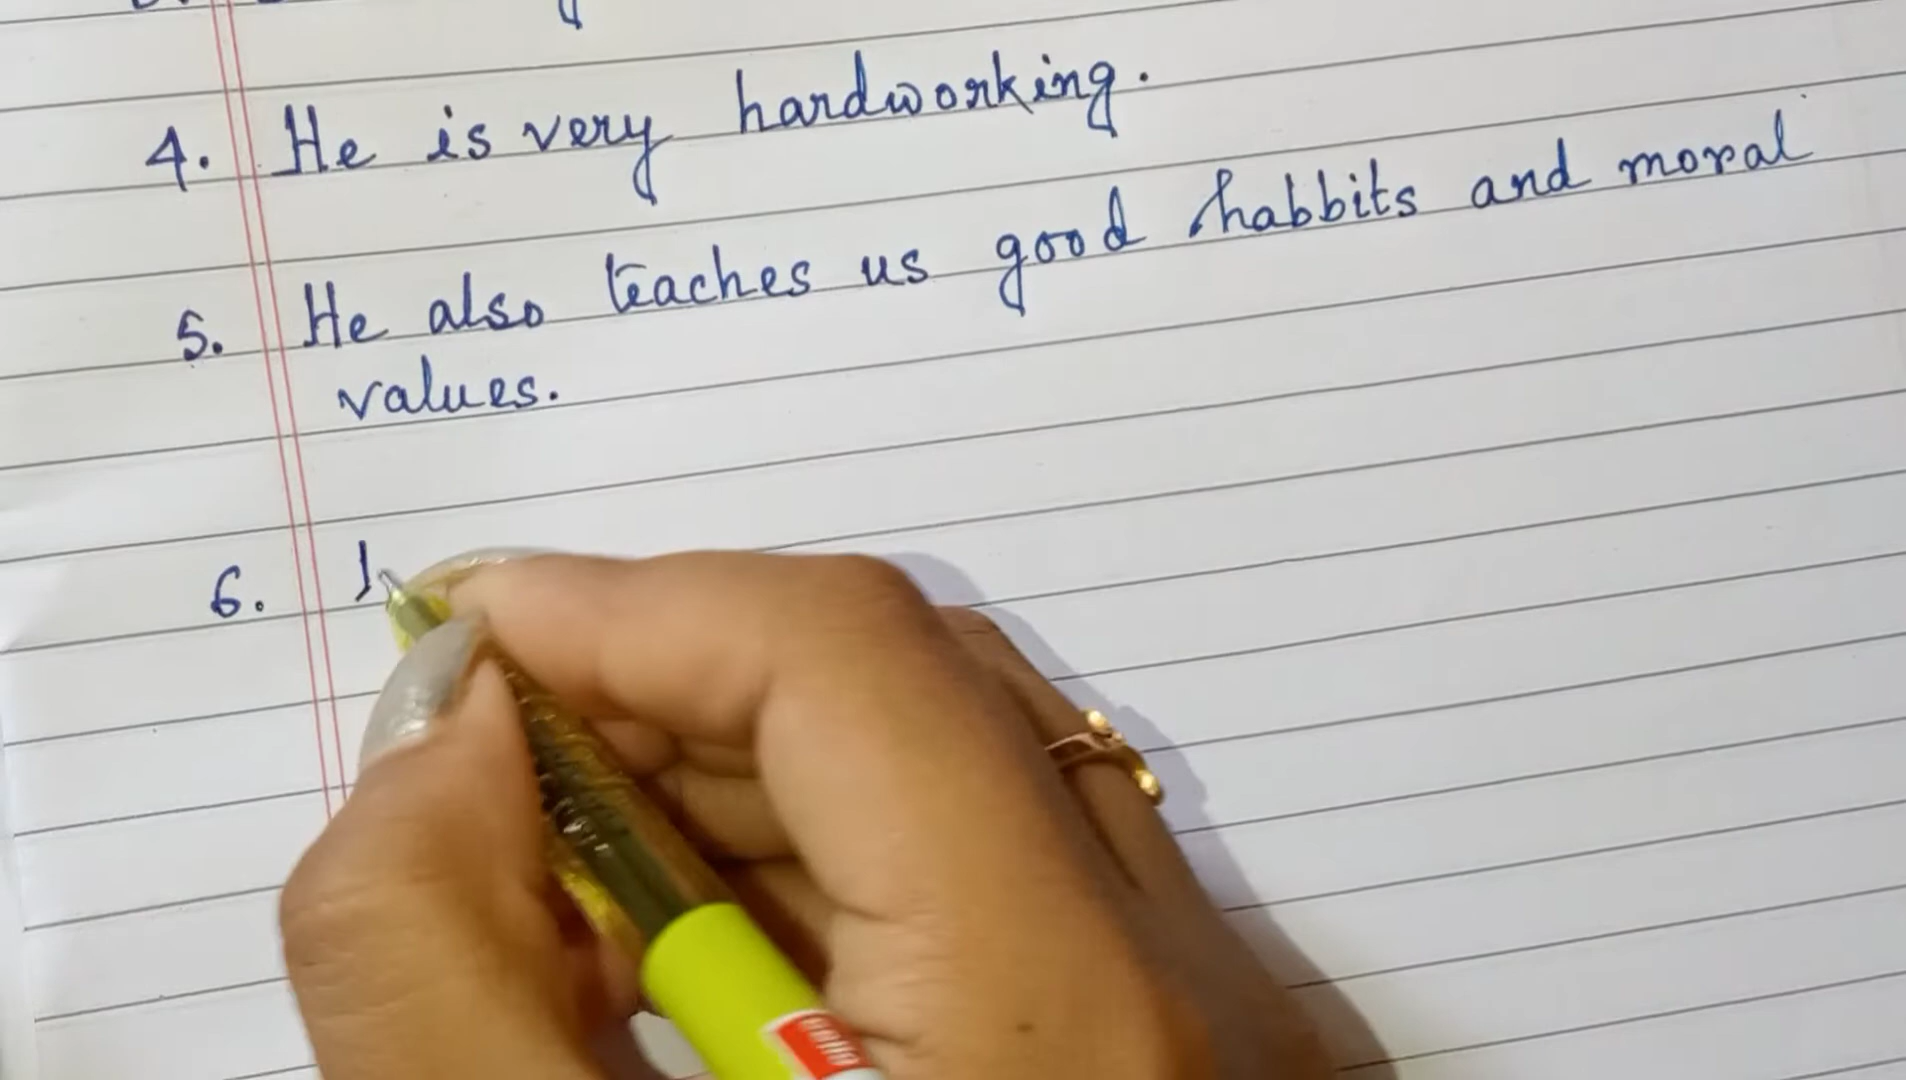 4. He is very hardworking.
5. He also teaches us good habbits and moral
values.
6.